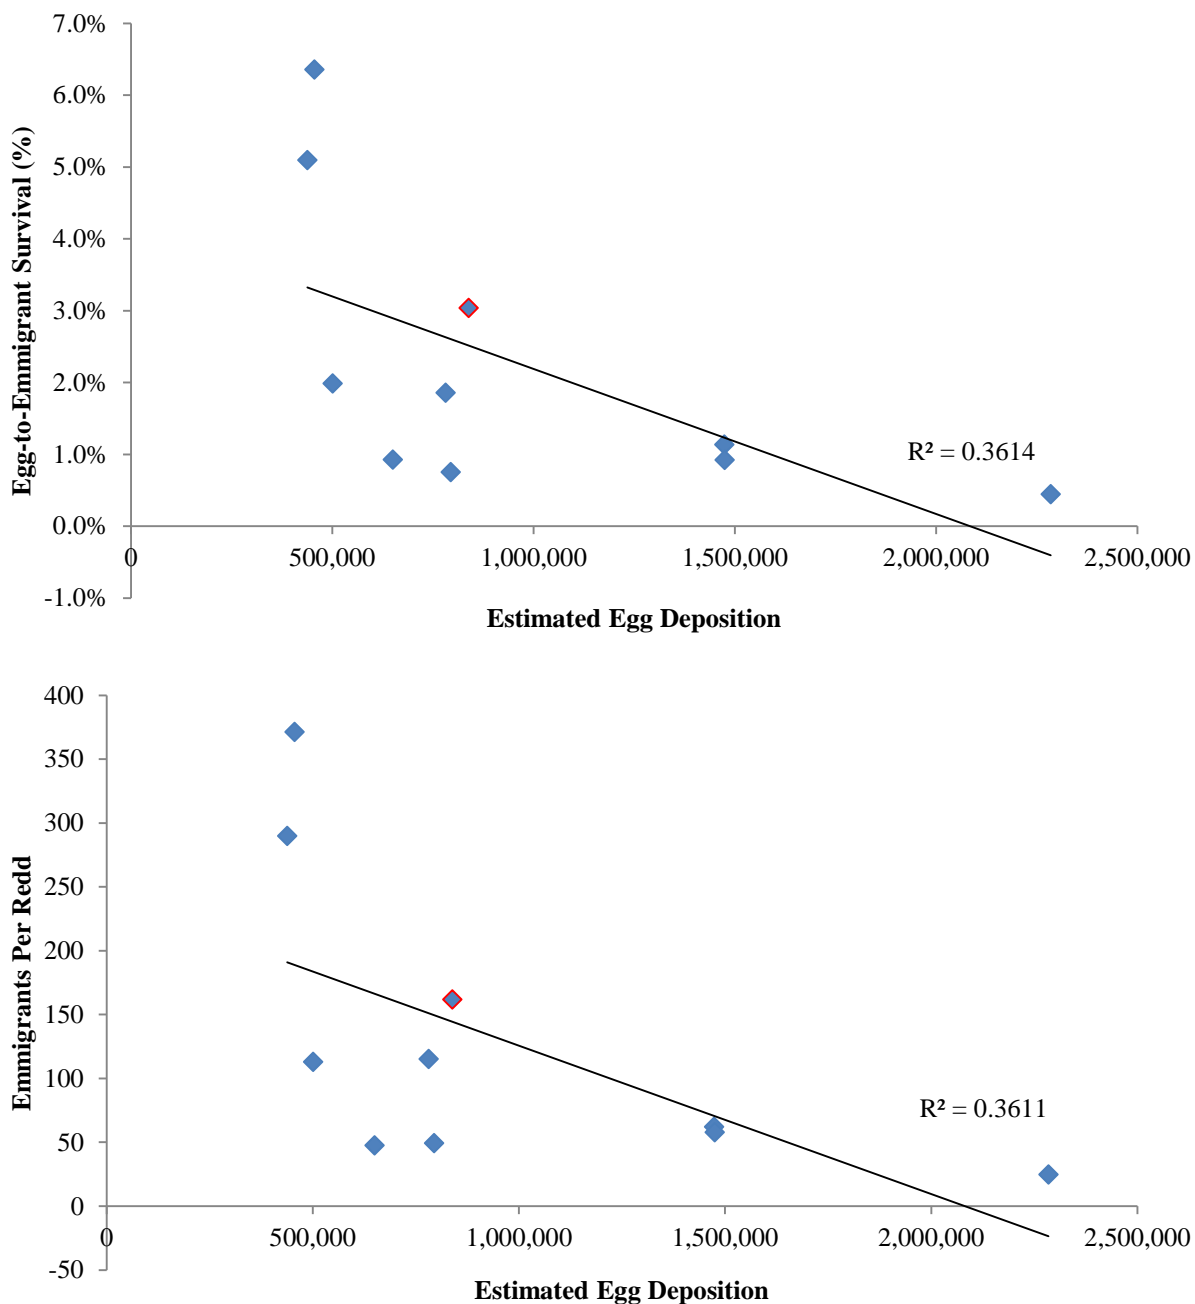 7.0%
6.0%
5.0%
4.0%
3.0%
2.0%
1.0%
0.0%
-1.0%
Egg-to-Emmigrant Survival (%)
R² = 0.3614
0 500,000 1,000,000 1,500,000 2,000,000 2,500,000
Estimated Egg Deposition
400
350
300
250
200
150
100
50
0
-50
Emmigrants Per Redd
R² = 0.3611
0 500,000 1,000,000 1,500,000 2,000,000 2,500,000
Estimated Egg Deposition